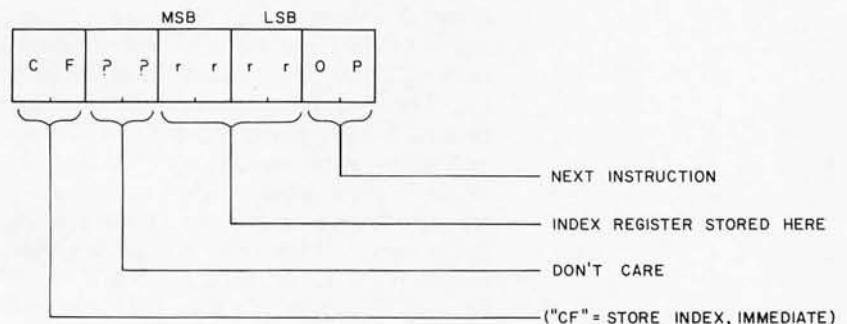 MSB LSB
C F ? ? r r r r O P
NEXT INSTRUCTION
INDEX REGISTER STORED HERE
DON'T CARE
("CF" = STORE INDEX, IMMEDIATE)